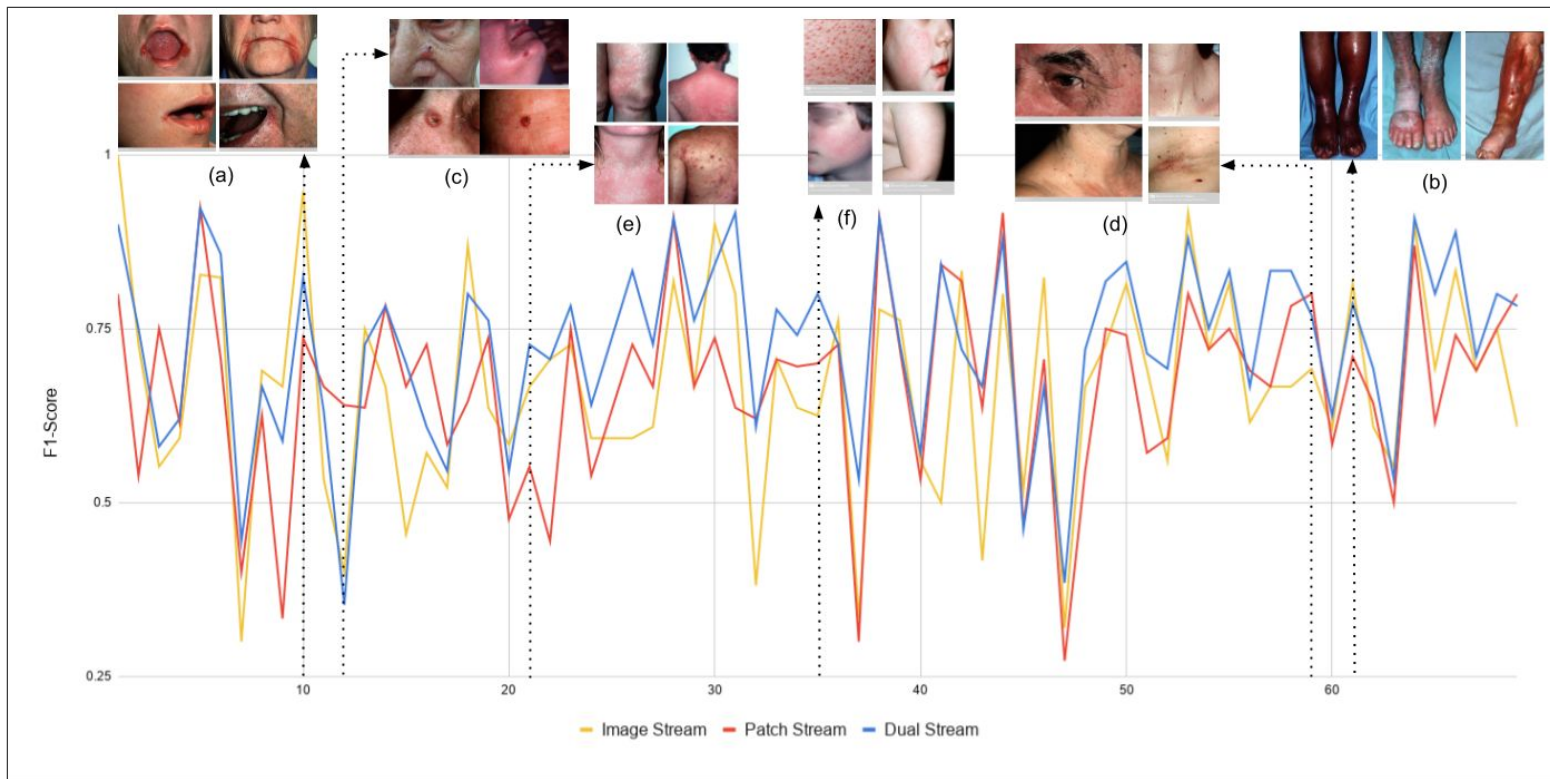 (a)
(c)
(e)
(f)
(d)
(b)
1
0.75
0.5
0.25
F1-Score
10
20
30
40
50
60
Image Stream
Patch Stream
Dual Stream